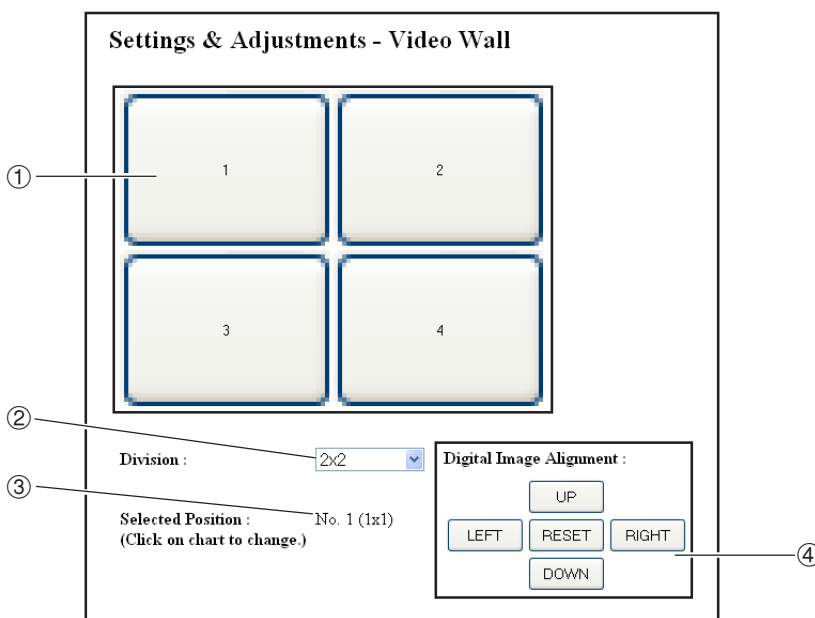 Settings & Adjustments - Video Wall
① 1 2
3 4
② Division : 2x2
③ Selected Position : No. 1 (1x1)
(Click on chart to change.)
Digital Image Alignment :
UP
LEFT RESET RIGHT
④
DOWN